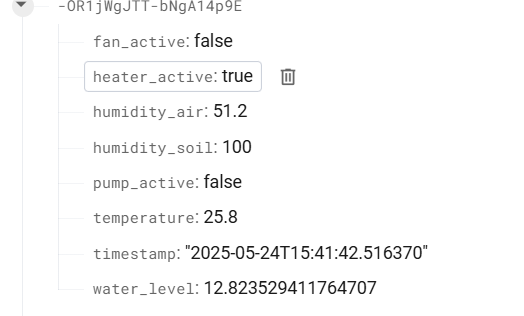 -OR1jWgJTT-bNgA14p9E
fan_active: false
heater_active: true
humidity_air: 51.2
humidity_soil: 100
pump_active: false
temperature: 25.8
timestamp: "2025-05-24T15:41:42.516370"
water_level: 12.823529411764707